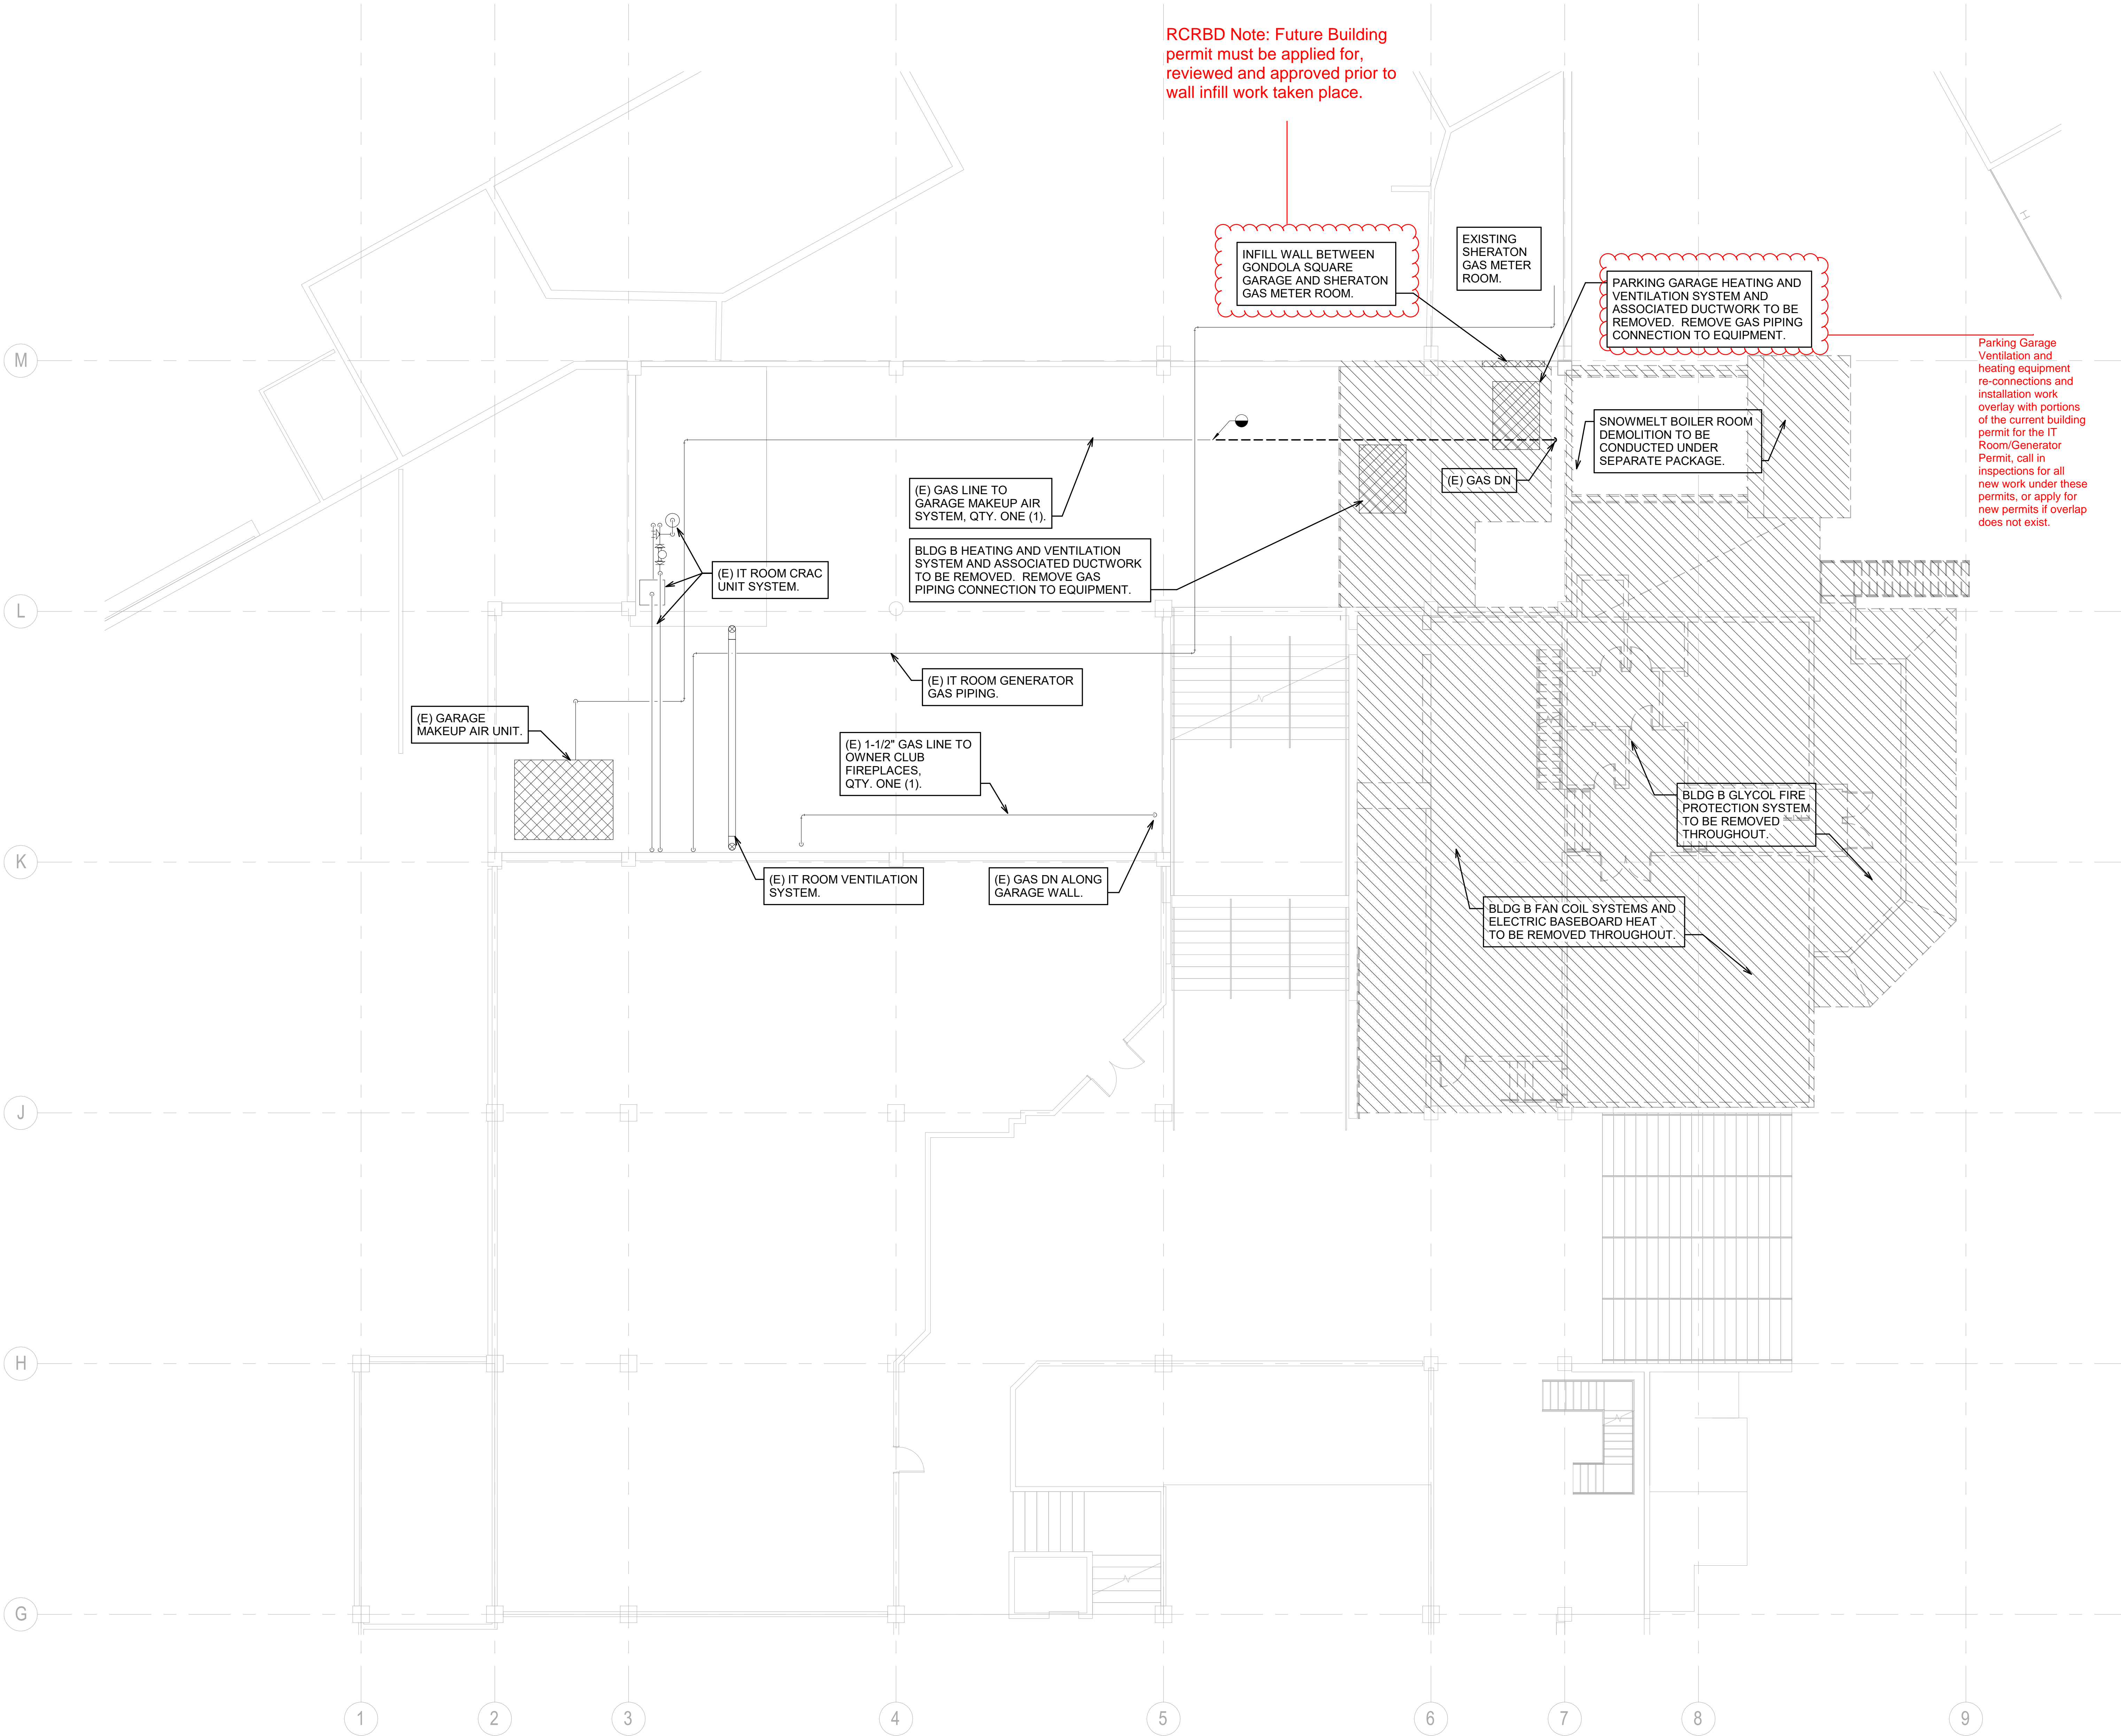 RCRBD Note: Future Building
permit must be applied for,
reviewed and approved prior to
wall infill work taken place.
INFILL WALL BETWEEN
GONDOLA SQUARE
GARAGE AND SHERATON
GAS METER ROOM.
EXISTING
SHERATON
GAS METER
ROOM.
PARKING GARAGE HEATING AND
VENTILATION SYSTEM AND
ASSOCIATED DUCTWORK TO BE
REMOVED. REMOVE GAS PIPING
CONNECTION TO EQUIPMENT.
Parking Garage
Ventilation and
heating equipment
re-connections and
installation work
overlay with portions
of the current building
permit for the IT
Room/Generator
Permit, call in
inspections for all
new work under these
permits, or apply for
new permits if overlap
does not exist.
M
SNOWMELT BOILER ROOM
DEMOLITION TO BE
CONDUCTED UNDER
SEPARATE PACKAGE.
(E) GAS DN
(E) GAS LINE TO
GARAGE MAKEUP AIR
SYSTEM, QTY. ONE (1).
BLDG B HEATING AND VENTILATION
SYSTEM AND ASSOCIATED DUCTWORK
TO BE REMOVED. REMOVE GAS
PIPING CONNECTION TO EQUIPMENT.
(E) IT ROOM CRAC
UNIT SYSTEM.
L
(E) IT ROOM GENERATOR
GAS PIPING.
(E) GARAGE
MAKEUP AIR UNIT.
(E) 1-1/2" GAS LINE TO
OWNER CLUB
FIREPLACES,
QTY. ONE (1).
BLDG B GLYCOL FIRE
PROTECTION SYSTEM
TO BE REMOVED
THROUGHOUT.
K
(E) IT ROOM VENTILATION
SYSTEM.
(E) GAS DN ALONG
GARAGE WALL.
BLDG B FAN COIL SYSTEMS AND
ELECTRIC BASEBOARD HEAT
TO BE REMOVED THROUGHOUT.
J
H
G
1 2 3 4 5 6 7 8 9